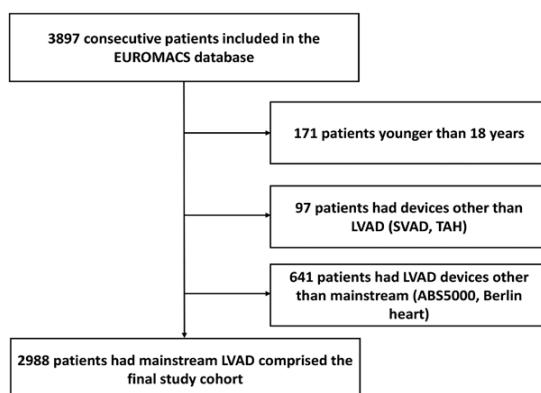 3897 consecutive patients included in the
EUROMACS database
171 patients younger than 18 years
97 patients had devices other than
LVAD (SVAD, TAH)
641 patients had LVAD devices other
than mainstream (ABS5000, Berlin
heart)
2988 patients had mainstream LVAD comprised the
final study cohort